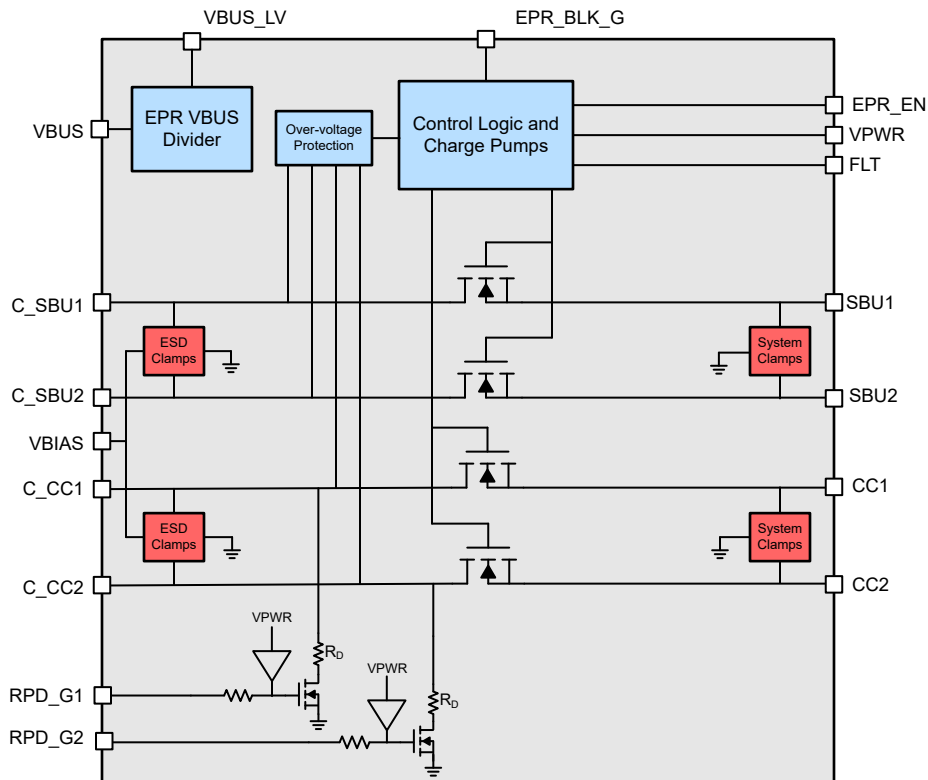 VBUS_LV
EPR_BLK_G
VBUS
EPR VBUS
Divider
Over-voltage
Protection
Control Logic and
Charge Pumps
EPR_EN
VPWR
FLT
C_SBU1
SBU1
ESD
Clamps
System
Clamps
C_SBU2
SBU2
VBIAS
C_CC1
CC1
ESD
Clamps
System
Clamps
C_CC2
CC2
VPWR
RD
VPWR
RD
RPD_G1
RPD_G2